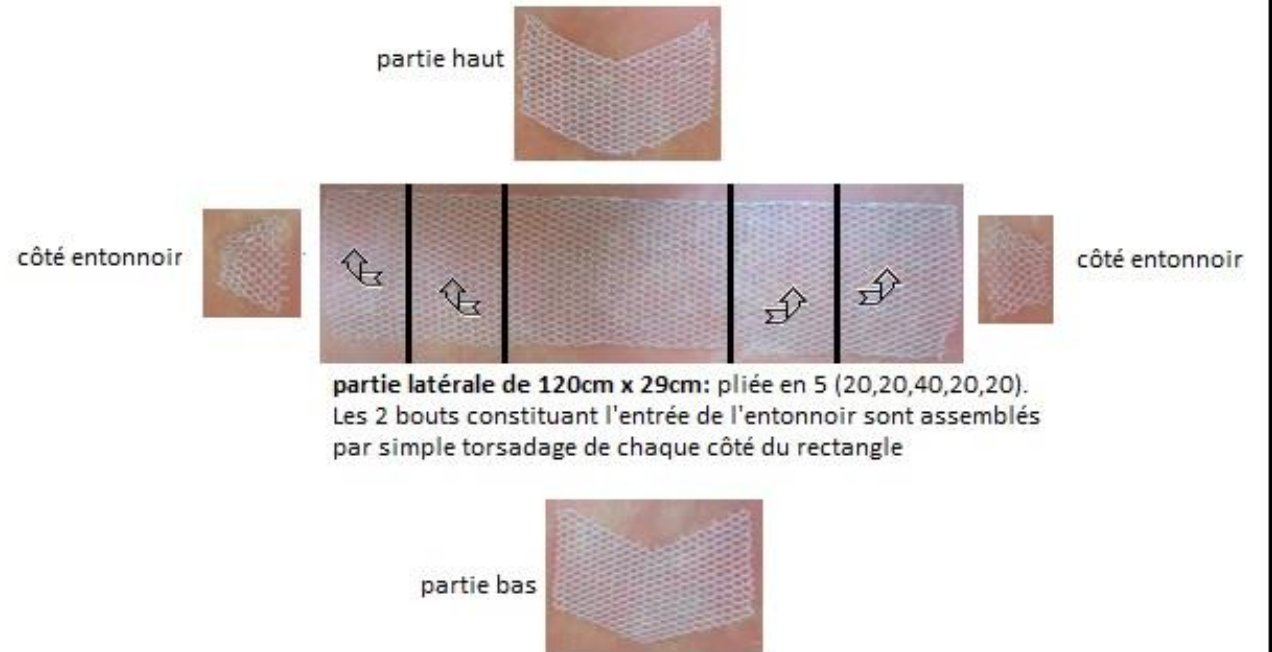 partie haut
côté entonnoir
côté entonnoir
partie latérale de 120cm x 29cm: pliée en 5 (20,20,40,20,20).
Les 2 bouts constituant l'entrée de l'entonnoir sont assemblés
par simple torsadage de chaque côté du rectangle
partie bas